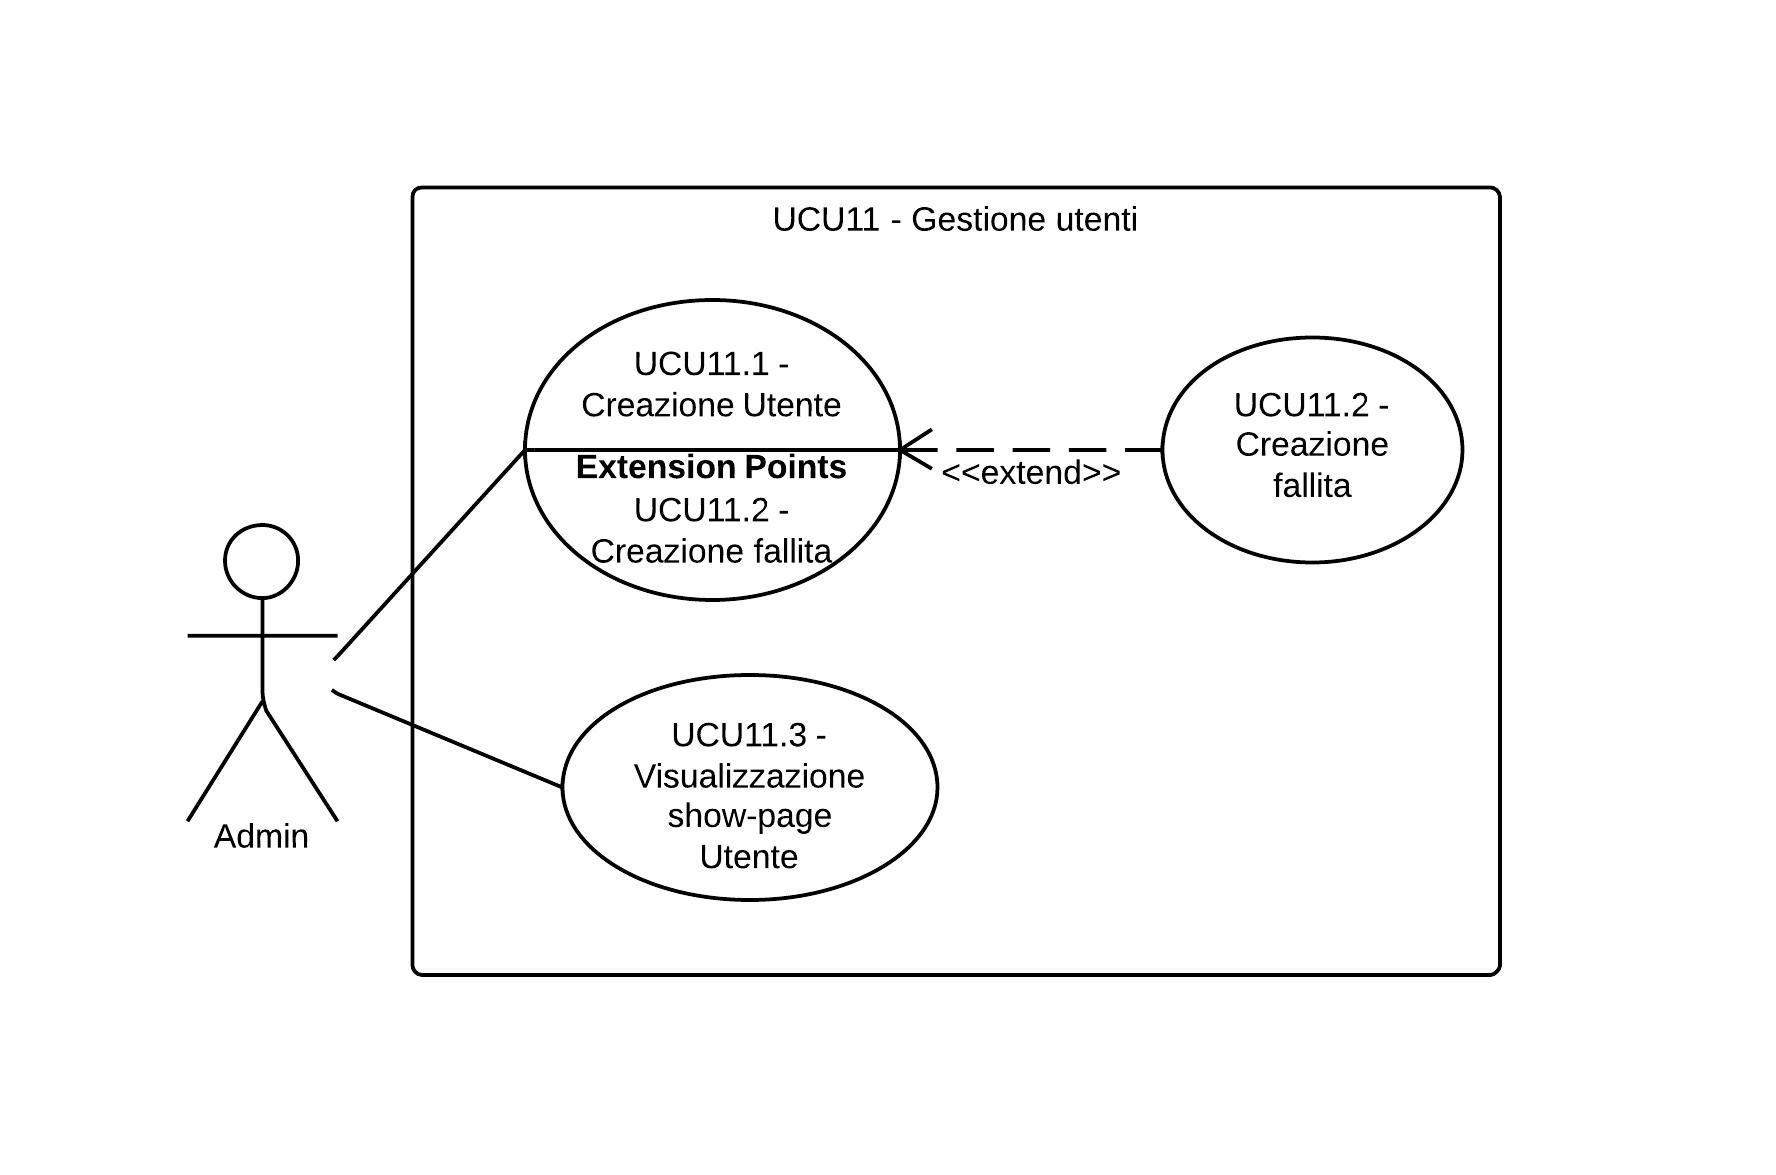 UCU11 - Gestione utenti
UCU11.1 -
Creazione Utente
Extension Points
UCU11.2 -
Creazione fallita
<<extend>>
UCU11.2 -
Creazione
fallita
UCU11.3 -
Visualizzazione
show-page
Utente
Admin